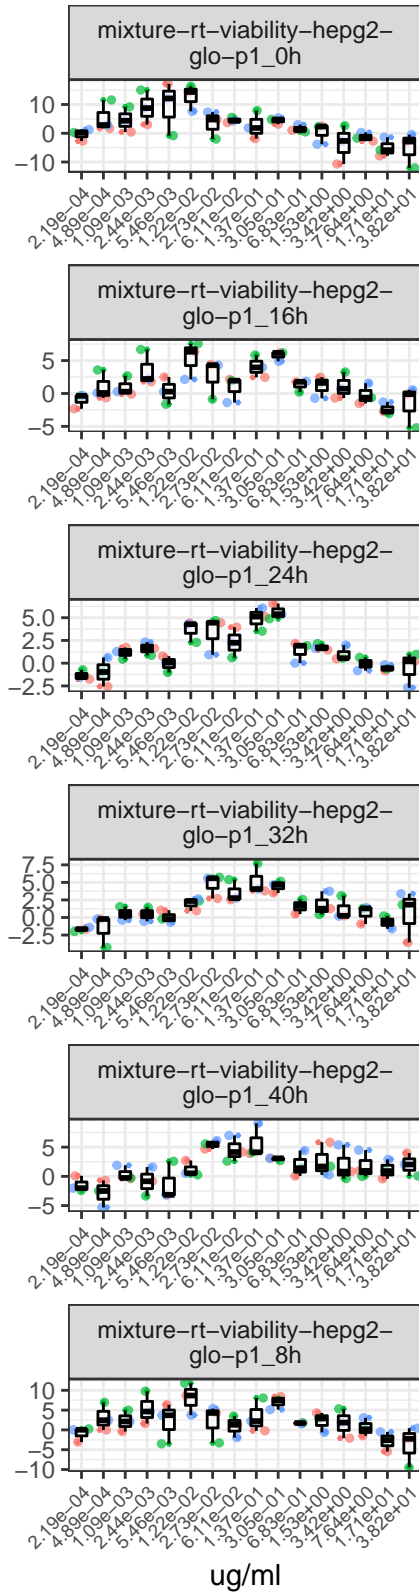 mixture−rt−viability−hepg2−
glo−p1_0h
10
0
−10
2.19e−04
4.89e−04
1.09e−03
2.44e−03
5.46e−03
1.22e−02
2.73e−02
6.11e−02
1.37e−01
3.05e−01
6.83e−01
1.53e+00
3.42e+00
7.64e+00
1.71e+01
3.82e+01
mixture−rt−viability−hepg2−
glo−p1_16h
5
0
−5
2.19e−04
4.89e−04
1.09e−03
2.44e−03
5.46e−03
1.22e−02
2.73e−02
6.11e−02
1.37e−01
3.05e−01
6.83e−01
1.53e+00
3.42e+00
7.64e+00
1.71e+01
3.82e+01
mixture−rt−viability−hepg2−
glo−p1_24h
5.0
2.5
0.0
−2.5
2.19e−04
4.89e−04
1.09e−03
2.44e−03
5.46e−03
1.22e−02
2.73e−02
6.11e−02
1.37e−01
3.05e−01
6.83e−01
1.53e+00
3.42e+00
7.64e+00
1.71e+01
3.82e+01
mixture−rt−viability−hepg2−
glo−p1_32h
7.5
5.0
2.5
0.0
−2.5
2.19e−04
4.89e−04
1.09e−03
2.44e−03
5.46e−03
1.22e−02
2.73e−02
6.11e−02
1.37e−01
3.05e−01
6.83e−01
1.53e+00
3.42e+00
7.64e+00
1.71e+01
3.82e+01
mixture−rt−viability−hepg2−
glo−p1_40h
5
0
−5
2.19e−04
4.89e−04
1.09e−03
2.44e−03
5.46e−03
1.22e−02
2.73e−02
6.11e−02
1.37e−01
3.05e−01
6.83e−01
1.53e+00
3.42e+00
7.64e+00
1.71e+01
3.82e+01
mixture−rt−viability−hepg2−
glo−p1_8h
10
5
0
−5
−10
2.19e−04
4.89e−04
1.09e−03
2.44e−03
5.46e−03
1.22e−02
2.73e−02
6.11e−02
1.37e−01
3.05e−01
6.83e−01
1.53e+00
3.42e+00
7.64e+00
1.71e+01
3.82e+01
ug/ml